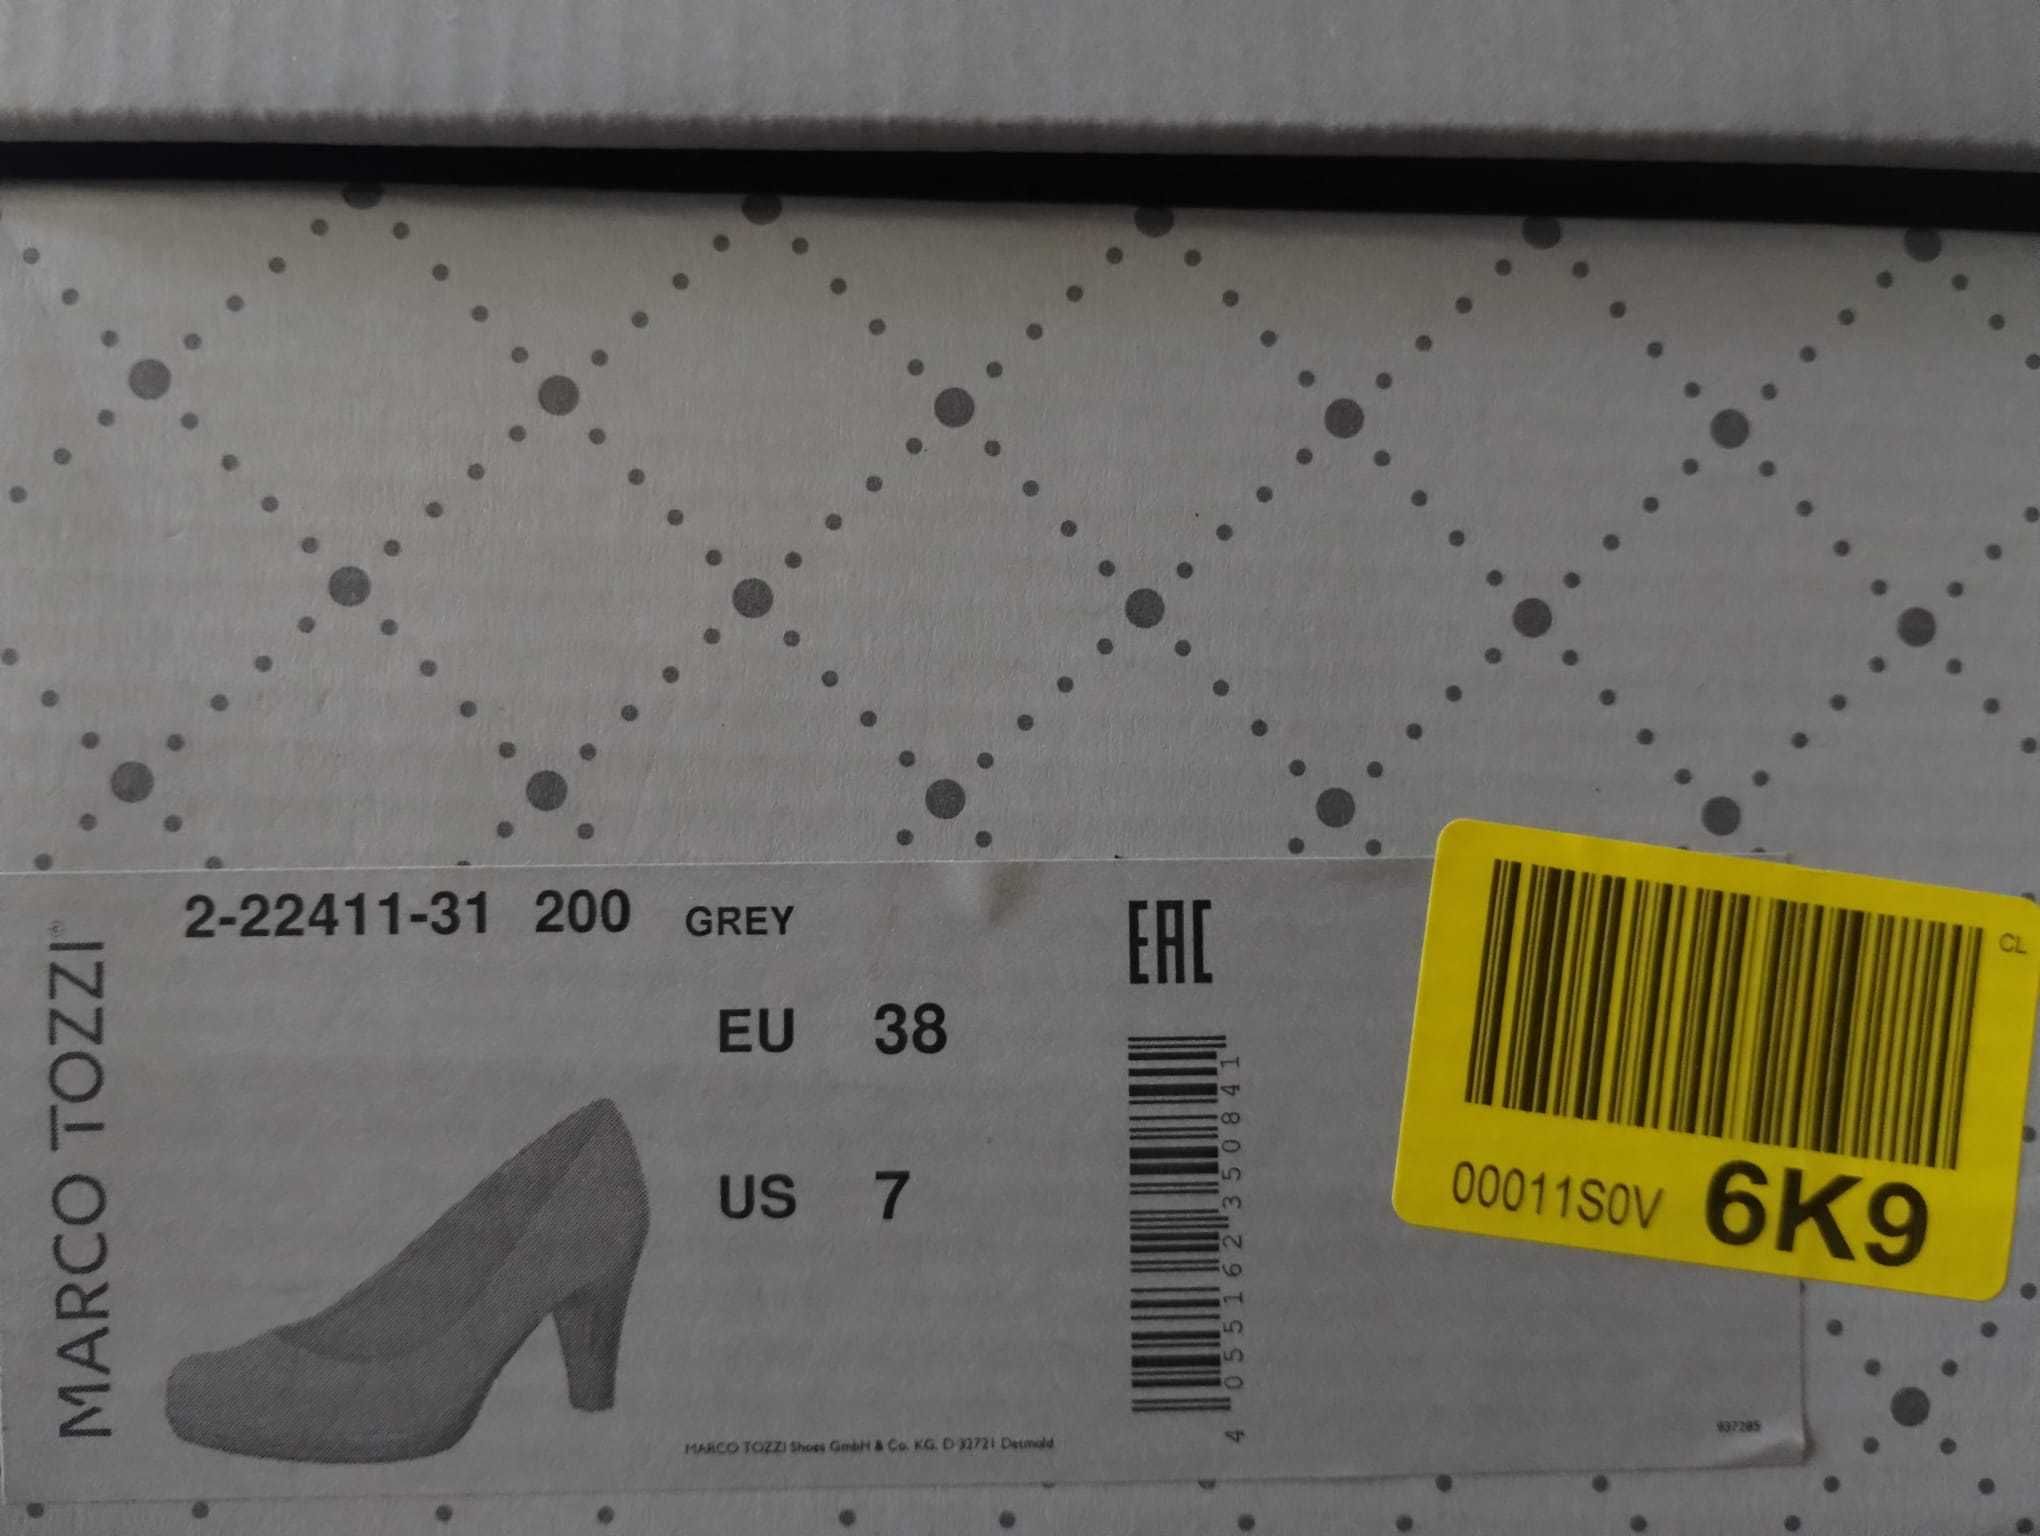 MARCO TOZZI®
2-22411-31 200 GREY
EU 38
US 7
EAC
4 055162 350841
MARCO TOZZI Shoes GmbH & Co. KG. D 32721 Detmold
937285
CL
00011S0V 6K9